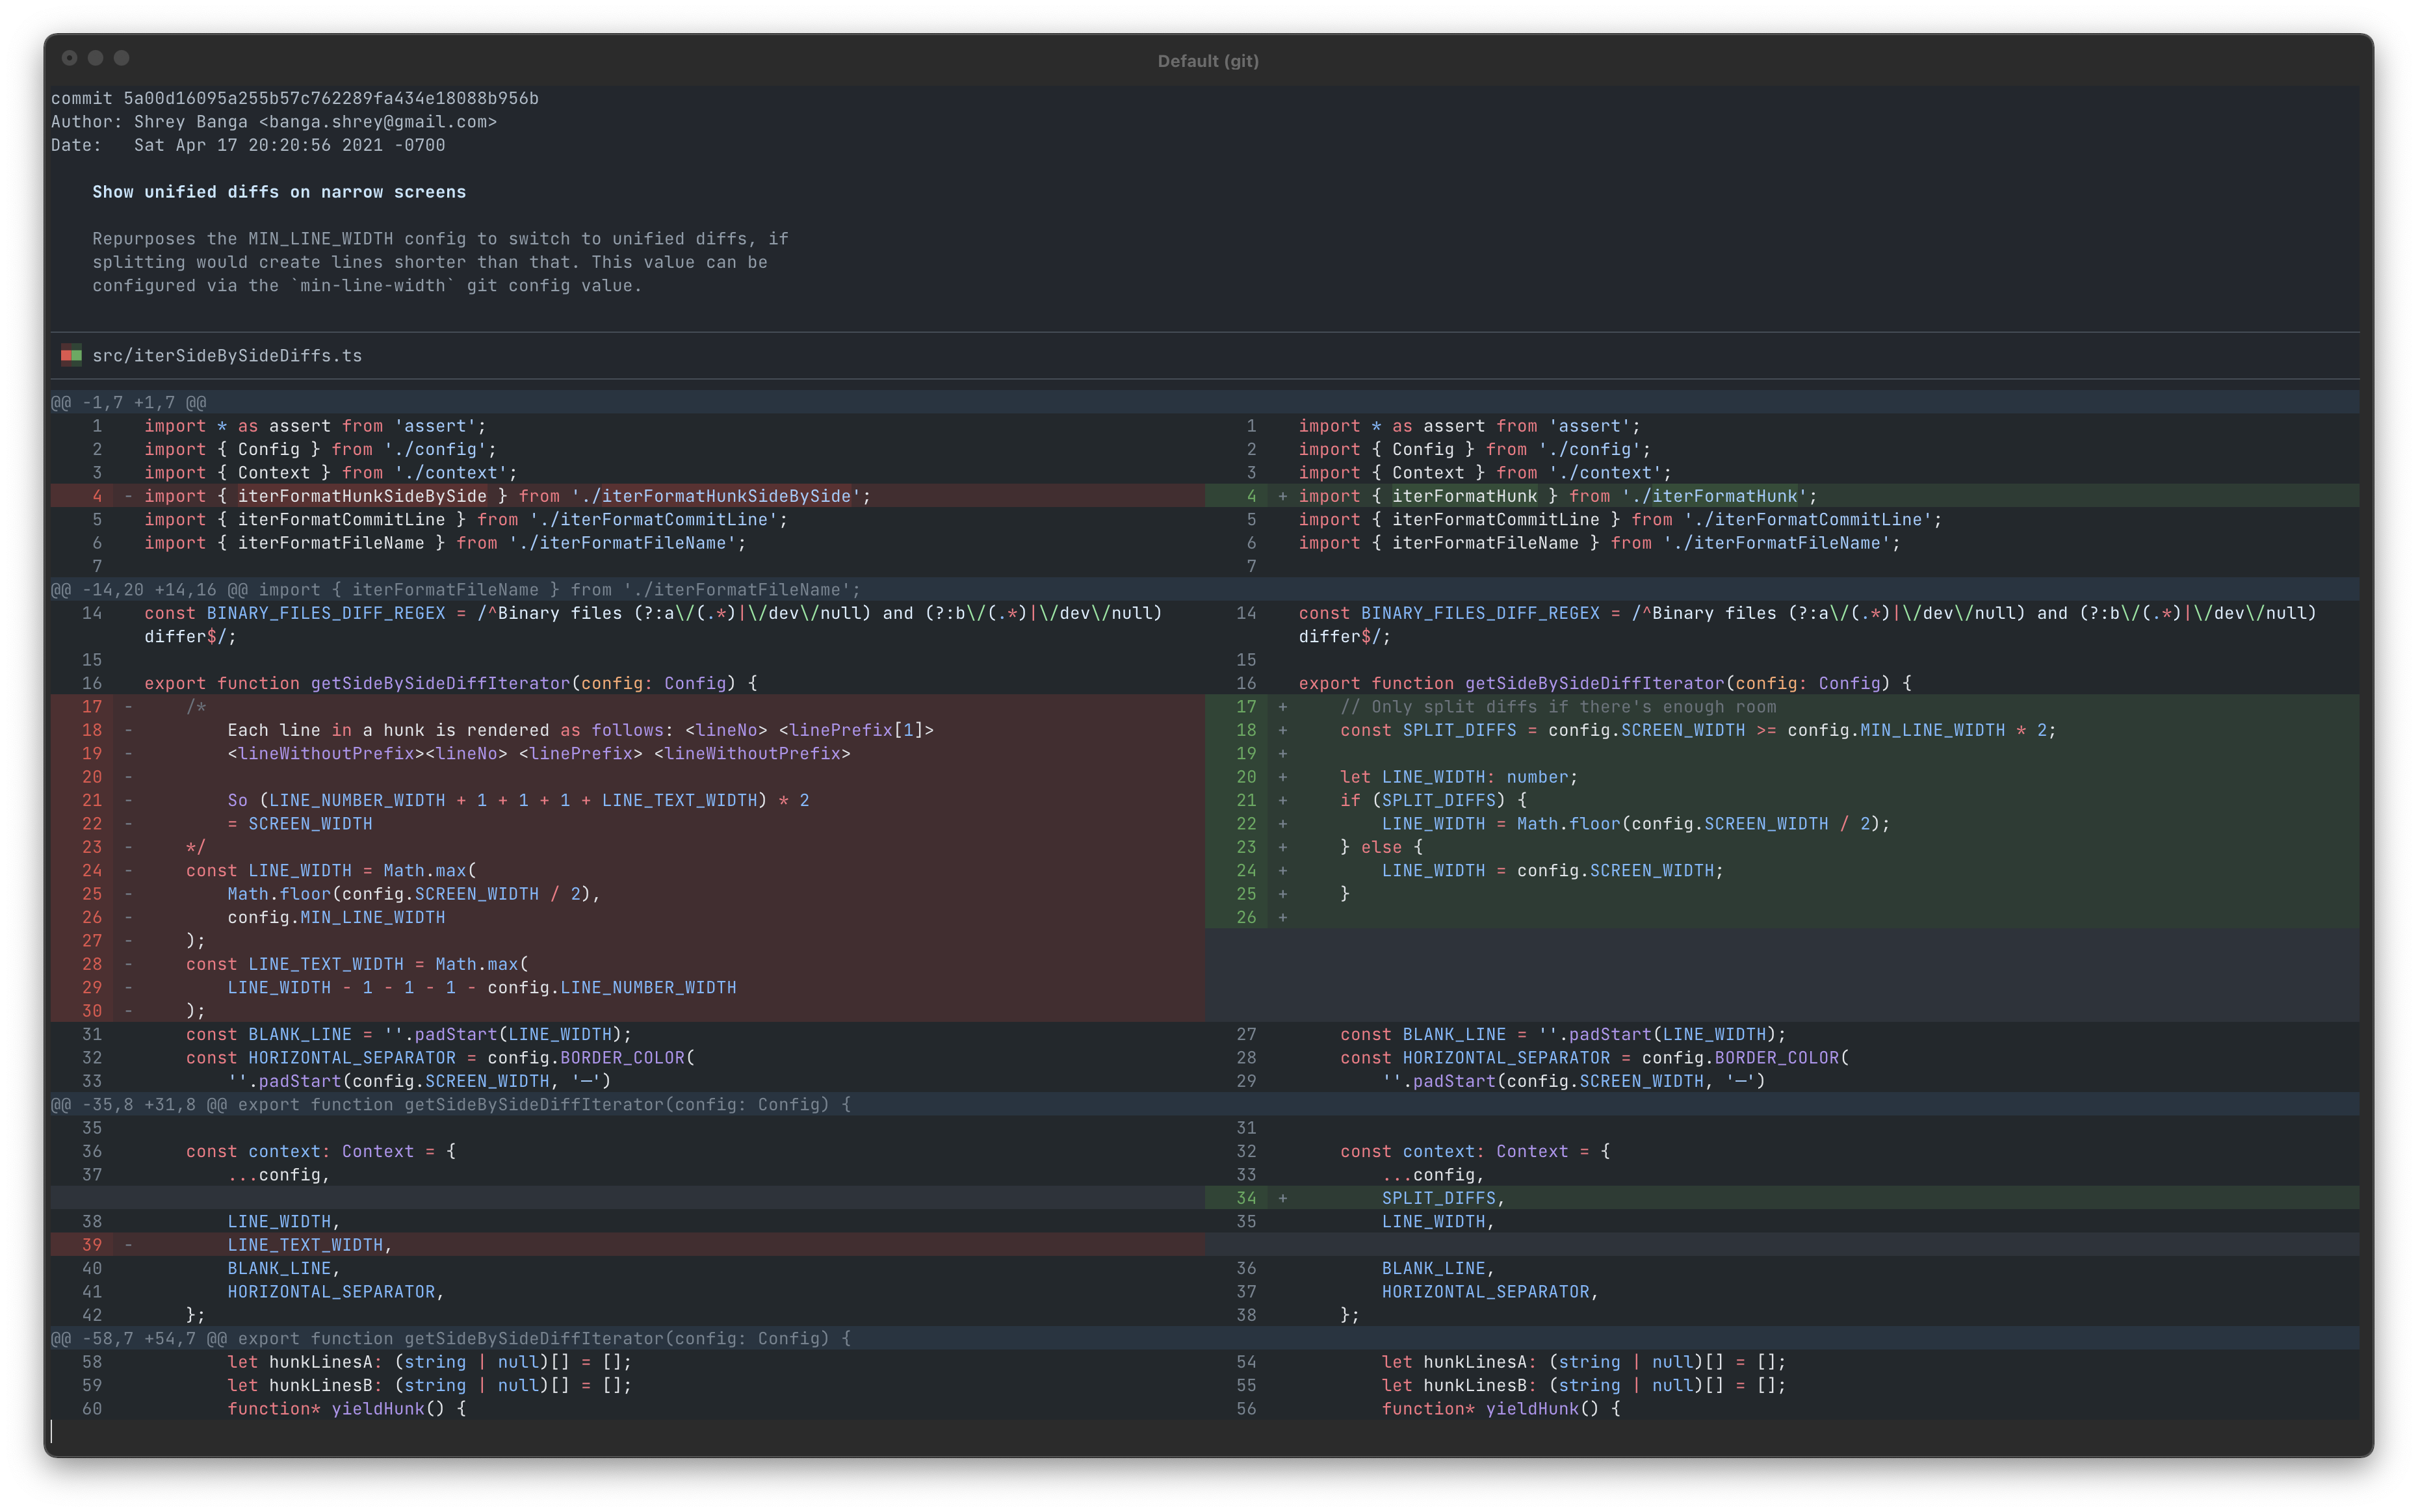 Default (git)
commit 5a00d16095a255b57c762289fa434e18088b956b
Author: Shrey Banga <banga.shrey@gmail.com>
Date:   Sat Apr 17 20:20:56 2021 -0700
    Show unified diffs on narrow screens
    Repurposes the MIN_LINE_WIDTH config to switch to unified diffs, if
    splitting would create lines shorter than that. This value can be
    configured via the `min-line-width` git config value.
src/iterSideBySideDiffs.ts
@@ -1,7 +1,7 @@
1 import * as assert from 'assert'; 1 import * as assert from 'assert';
2 import { Config } from './config'; 2 import { Config } from './config';
3 import { Context } from './context'; 3 import { Context } from './context';
4 - import { iterFormatHunkSideBySide } from './iterFormatHunkSideBySide'; 4 + import { iterFormatHunk } from './iterFormatHunk';
5 import { iterFormatCommitLine } from './iterFormatCommitLine'; 5 import { iterFormatCommitLine } from './iterFormatCommitLine';
6 import { iterFormatFileName } from './iterFormatFileName'; 6 import { iterFormatFileName } from './iterFormatFileName';
7 7
@@ -14,20 +14,16 @@ import { iterFormatFileName } from './iterFormatFileName';
14 const BINARY_FILES_DIFF_REGEX = /^Binary files (?:a\/(.*)|\/dev\/null) and (?:b\/(.*)|\/dev\/null) 14 const BINARY_FILES_DIFF_REGEX = /^Binary files (?:a\/(.*)|\/dev\/null) and (?:b\/(.*)|\/dev\/null)
differ$/; differ$/;
15 15
16 export function getSideBySideDiffIterator(config: Config) { 16 export function getSideBySideDiffIterator(config: Config) {
17 - /* 17 + // Only split diffs if there's enough room
18 - Each line in a hunk is rendered as follows: <lineNo> <linePrefix[1]> 18 + const SPLIT_DIFFS = config.SCREEN_WIDTH >= config.MIN_LINE_WIDTH * 2;
19 - <lineWithoutPrefix><lineNo> <linePrefix> <lineWithoutPrefix> 19 +
20 - 20 + let LINE_WIDTH: number;
21 - So (LINE_NUMBER_WIDTH + 1 + 1 + 1 + LINE_TEXT_WIDTH) * 2 21 + if (SPLIT_DIFFS) {
22 - = SCREEN_WIDTH 22 + LINE_WIDTH = Math.floor(config.SCREEN_WIDTH / 2);
23 - */ 23 + } else {
24 - const LINE_WIDTH = Math.max( 24 + LINE_WIDTH = config.SCREEN_WIDTH;
25 - Math.floor(config.SCREEN_WIDTH / 2), 25 + }
26 - config.MIN_LINE_WIDTH 26 +
27 - );
28 - const LINE_TEXT_WIDTH = Math.max(
29 - LINE_WIDTH - 1 - 1 - 1 - config.LINE_NUMBER_WIDTH
30 - );
31 const BLANK_LINE = ''.padStart(LINE_WIDTH); 27 const BLANK_LINE = ''.padStart(LINE_WIDTH);
32 const HORIZONTAL_SEPARATOR = config.BORDER_COLOR( 28 const HORIZONTAL_SEPARATOR = config.BORDER_COLOR(
33 ''.padStart(config.SCREEN_WIDTH, '─') 29 ''.padStart(config.SCREEN_WIDTH, '─')
@@ -35,8 +31,8 @@ export function getSideBySideDiffIterator(config: Config) {
35 31
36 const context: Context = { 32 const context: Context = {
37 ...config, 33 ...config,
34 + SPLIT_DIFFS,
38 LINE_WIDTH, 35 LINE_WIDTH,
39 - LINE_TEXT_WIDTH,
40 BLANK_LINE, 36 BLANK_LINE,
41 HORIZONTAL_SEPARATOR, 37 HORIZONTAL_SEPARATOR,
42 }; 38 };
@@ -58,7 +54,7 @@ export function getSideBySideDiffIterator(config: Config) {
58 let hunkLinesA: (string | null)[] = []; 54 let hunkLinesA: (string | null)[] = [];
59 let hunkLinesB: (string | null)[] = []; 55 let hunkLinesB: (string | null)[] = [];
60 function* yieldHunk() { 56 function* yieldHunk() {